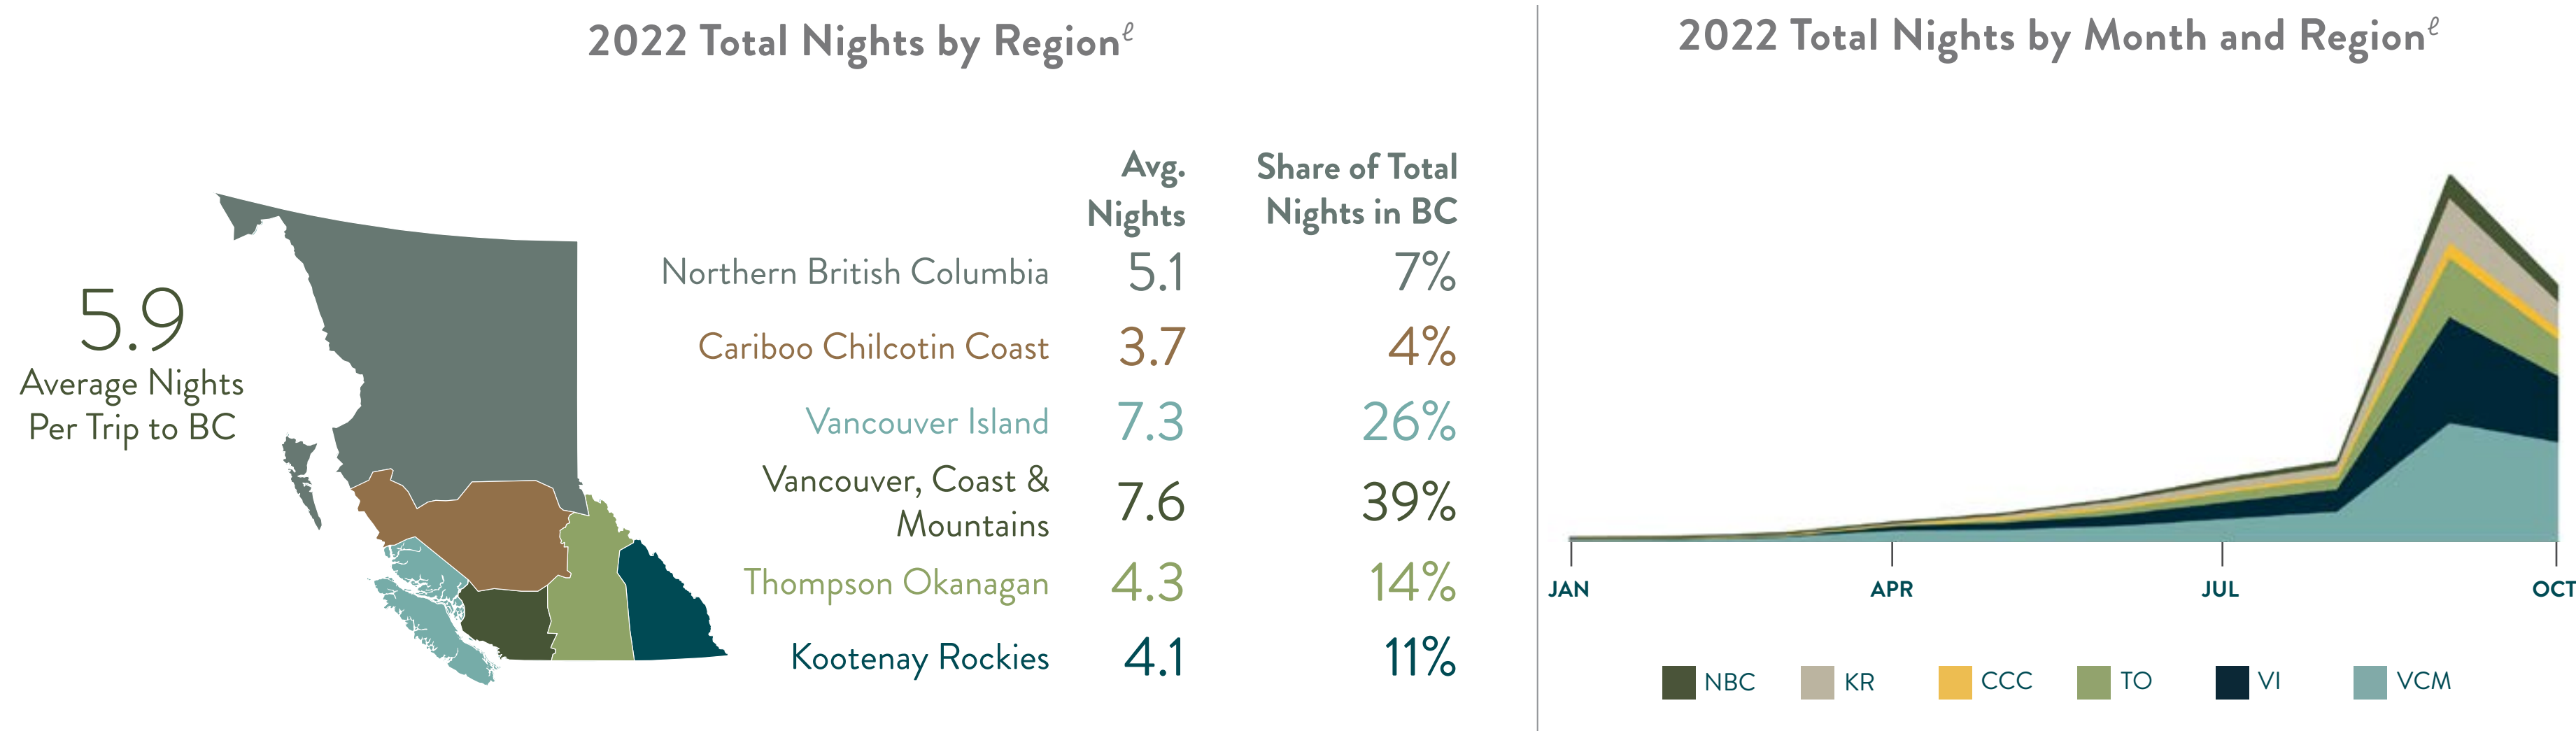 2022 Total Nights by Regionℓ
5.9
Average Nights
Per Trip to BC
Avg.
Nights
Share of Total
Nights in BC
Northern British Columbia 5.1 7%
Cariboo Chilcotin Coast 3.7 4%
Vancouver Island 7.3 26%
Vancouver, Coast &
Mountains 7.6 39%
Thompson Okanagan 4.3 14%
Kootenay Rockies 4.1 11%
2022 Total Nights by Month and Regionℓ
JAN APR JUL OCT
NBC KR CCC TO VI VCM